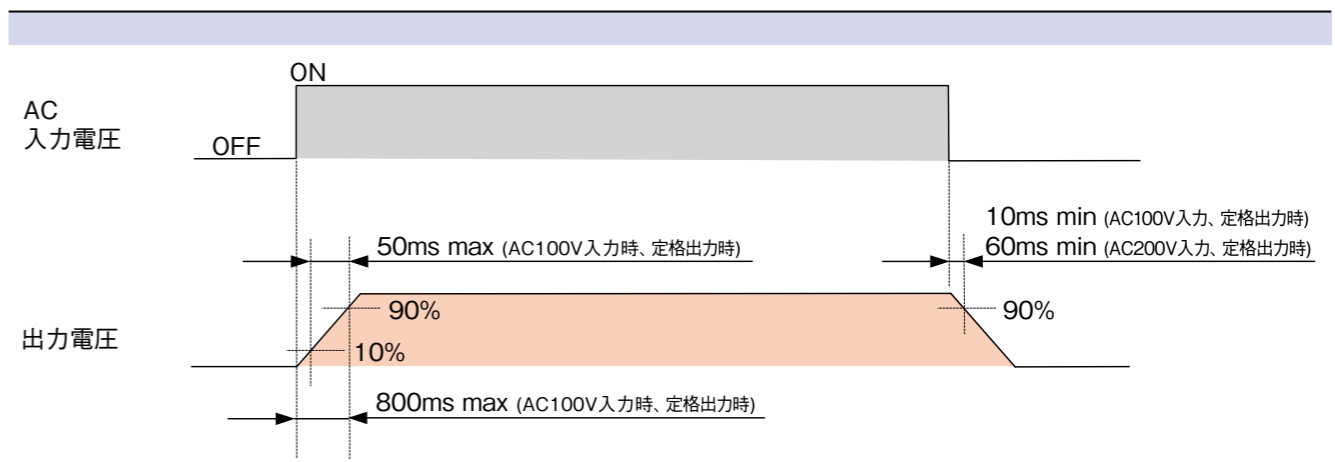 ON
AC
入力電圧
OFF
10ms min (AC100V入力、定格出力時)
50ms max (AC100V入力時、定格出力時)
60ms min (AC200V入力、定格出力時)
90%
90%
出力電圧
10%
800ms max (AC100V入力時、定格出力時)